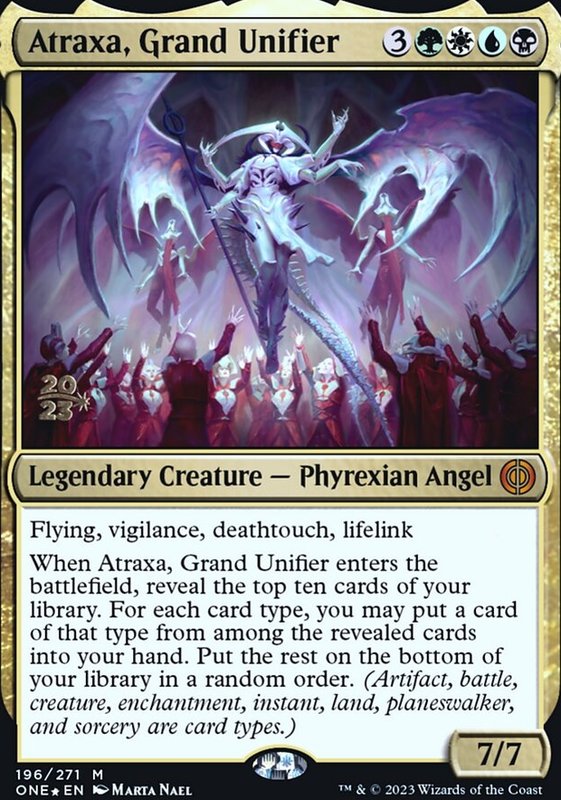 Atraxa, Grand Unifier 3
20
23
Legendary Creature — Phyrexian Angel
Flying, vigilance, deathtouch, lifelink
When Atraxa, Grand Unifier enters the
battlefield, reveal the top ten cards of your
library. For each card type, you may put a card
of that type from among the revealed cards
into your hand. Put the rest on the bottom of
your library in a random order. (Artifact, battle,
creature, enchantment, instant, land, planeswalker,
and sorcery are card types.)
7/7
196/271 M
ONE★EN Marta Nael
™ & © 2023 Wizards of the Coast